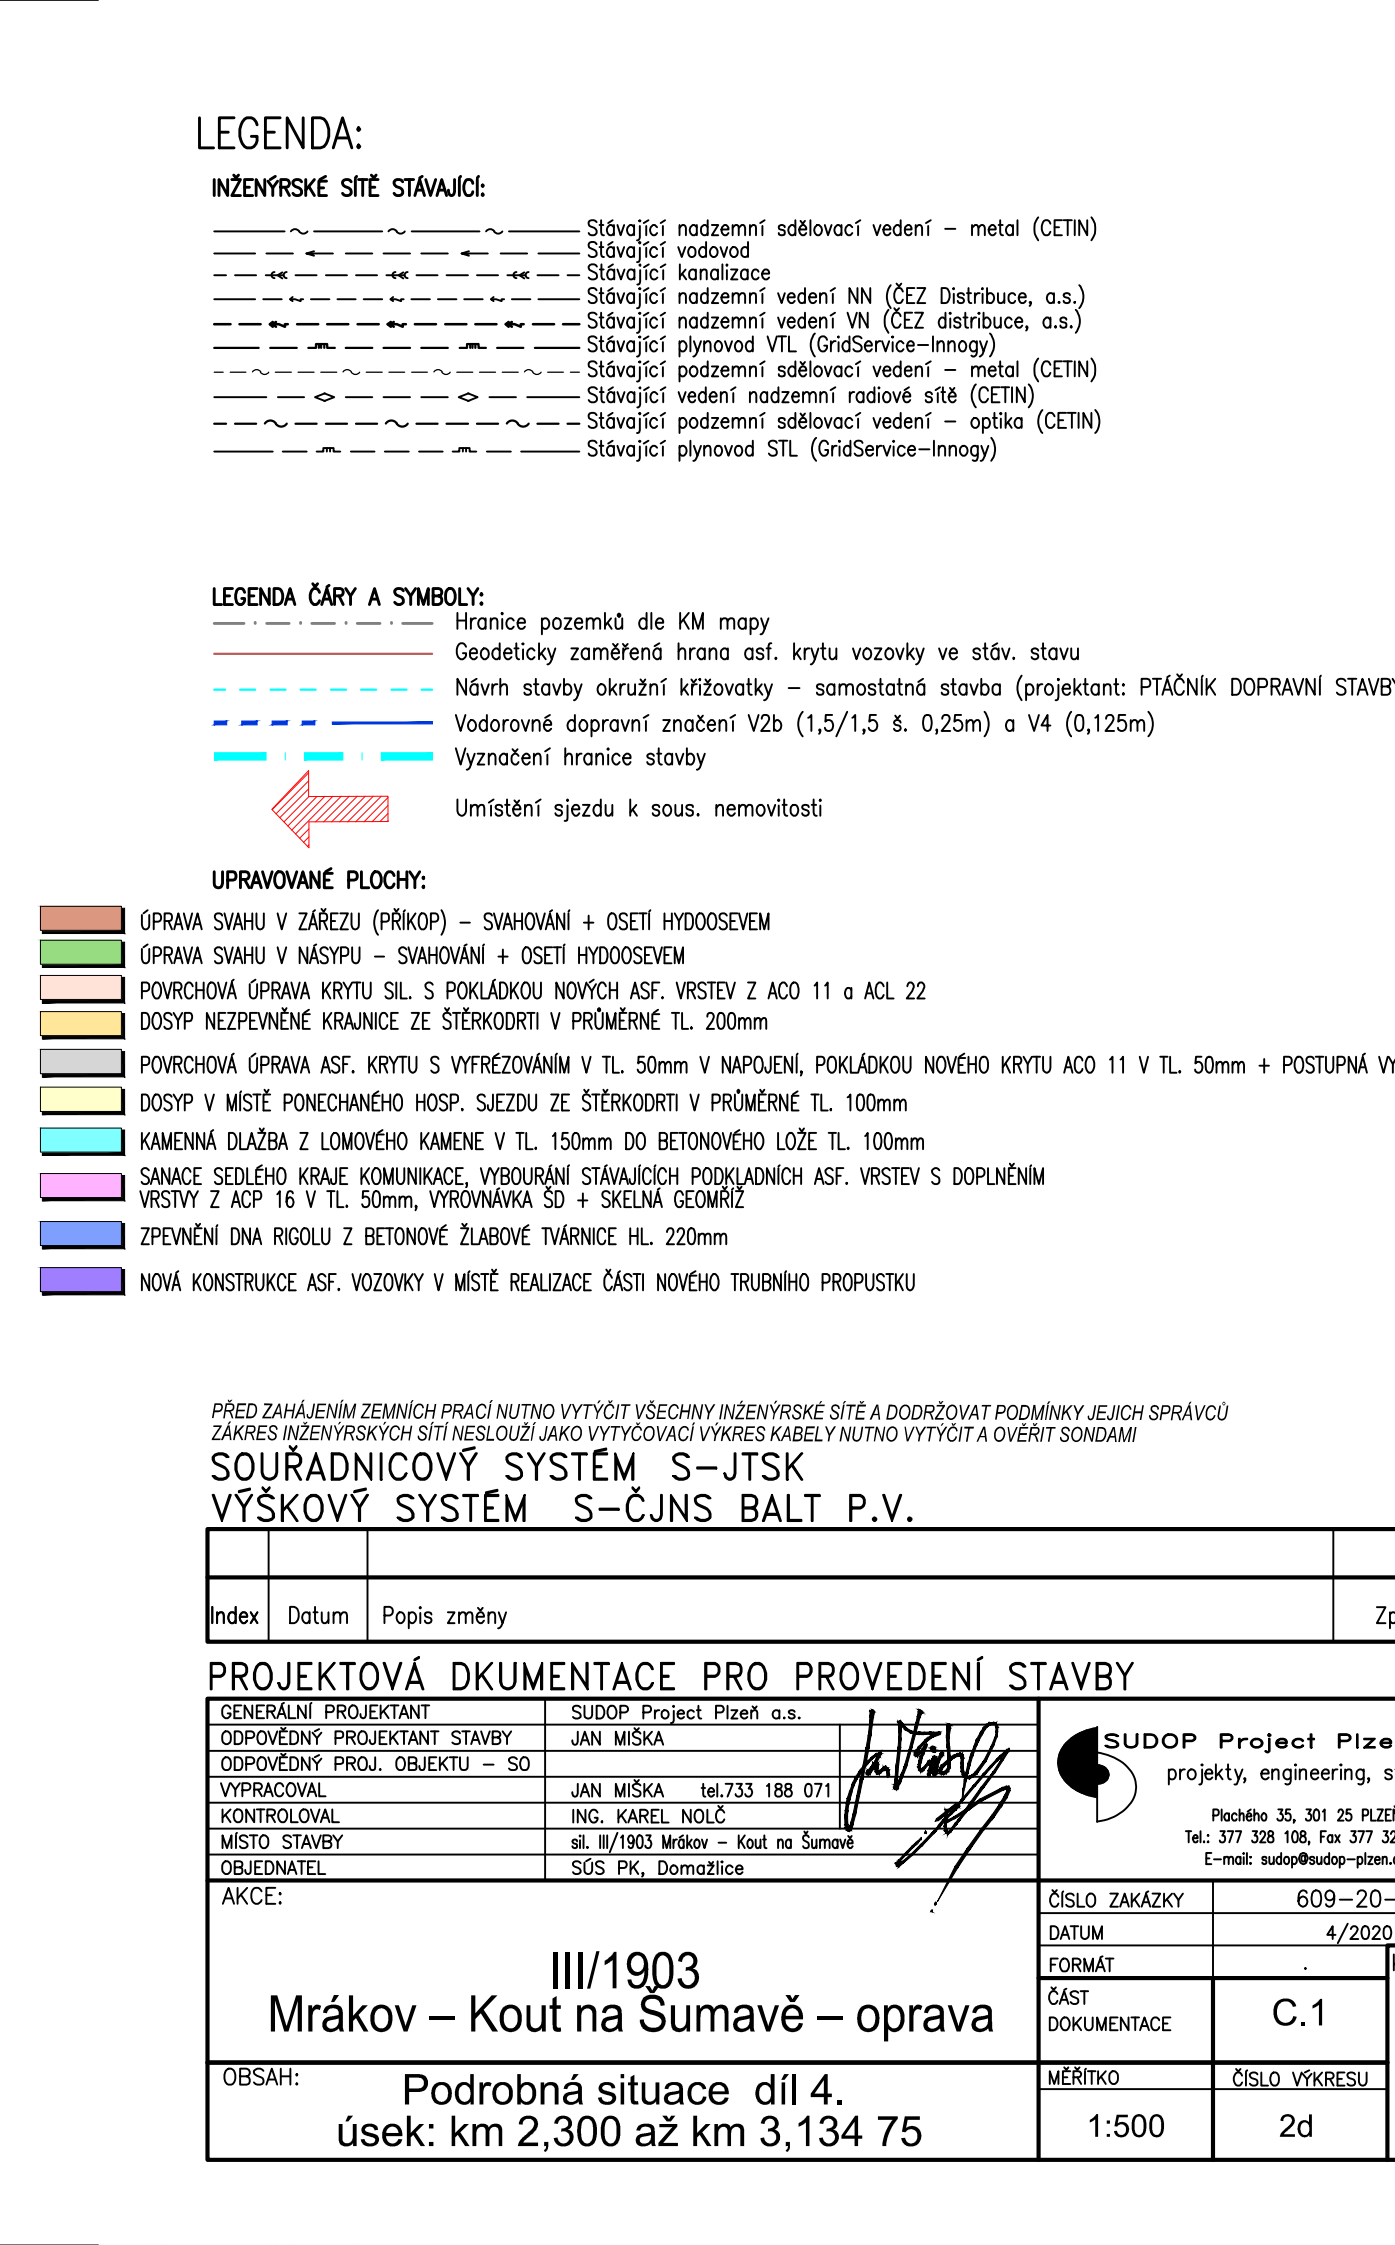 LEGENDA:
INŽENÝRSKÉ SÍTĚ STÁVAJÍCÍ:
Stávající nadzemní sdělovací vedení – metal (CETIN)
Stávající vodovod
Stávající kanalizace
Stávající nadzemní vedení NN (ČEZ Distribuce, a.s.)
Stávající nadzemní vedení VN (ČEZ distribuce, a.s.)
Stávající plynovod VTL (GridService–Innogy)
Stávající podzemní sdělovací vedení – metal (CETIN)
Stávající vedení nadzemní radiové sítě (CETIN)
Stávající podzemní sdělovací vedení – optika (CETIN)
Stávající plynovod STL (GridService–Innogy)
LEGENDA ČÁRY A SYMBOLY:
Hranice pozemků dle KM mapy
Geodeticky zaměřená hrana asf. krytu vozovky ve stáv. stavu
Návrh stavby okružní křižovatky – samostatná stavba (projektant: PTÁČNÍK DOPRAVNÍ STAVBY
Vodorovné dopravní značení V2b (1,5/1,5 š. 0,25m) a V4 (0,125m)
Vyznačení hranice stavby
Umístění sjezdu k sous. nemovitosti
UPRAVOVANÉ PLOCHY:
ÚPRAVA SVAHU V ZÁŘEZU (PŘÍKOP) – SVAHOVÁNÍ + OSETÍ HYDOOSEVEM
ÚPRAVA SVAHU V NÁSYPU – SVAHOVÁNÍ + OSETÍ HYDOOSEVEM
POVRCHOVÁ ÚPRAVA KRYTU SIL. S POKLÁDKOU NOVÝCH ASF. VRSTEV Z ACO 11 a ACL 22
DOSYP NEZPEVNĚNÉ KRAJNICE ZE ŠTĚRKODRTI V PRŮMĚRNÉ TL. 200mm
POVRCHOVÁ ÚPRAVA ASF. KRYTU S VYFRÉZOVÁNÍM V TL. 50mm V NAPOJENÍ, POKLÁDKOU NOVÉHO KRYTU ACO 11 V TL. 50mm + POSTUPNÁ VY
DOSYP V MÍSTĚ PONECHANÉHO HOSP. SJEZDU ZE ŠTĚRKODRTI V PRŮMĚRNÉ TL. 100mm
KAMENNÁ DLAŽBA Z LOMOVÉHO KAMENE V TL. 150mm DO BETONOVÉHO LOŽE TL. 100mm
SANACE SEDLÉHO KRAJE KOMUNIKACE, VYBOURÁNÍ STÁVAJÍCÍCH PODKLADNÍCH ASF. VRSTEV S DOPLNĚNÍM
VRSTVY Z ACP 16 V TL. 50mm, VYROVNÁVKA ŠD + SKELNÁ GEOMŘÍŽ
ZPEVNĚNÍ DNA RIGOLU Z BETONOVÉ ŽLABOVÉ TVÁRNICE HL. 220mm
NOVÁ KONSTRUKCE ASF. VOZOVKY V MÍSTĚ REALIZACE ČÁSTI NOVÉHO TRUBNÍHO PROPUSTKU
PŘED ZAHÁJENÍM ZEMNÍCH PRACÍ NUTNO VYTÝČIT VŠECHNY INŽENÝRSKÉ SÍTĚ A DODRŽOVAT PODMÍNKY JEJICH SPRÁVCŮ
ZÁKRES INŽENÝRSKÝCH SÍTÍ NESLOUŽÍ JAKO VYTYČOVACÍ VÝKRES KABELY NUTNO VYTÝČIT A OVĚŘIT SONDAMI
SOUŘADNICOVÝ SYSTÉM S–JTSK
VÝŠKOVÝ SYSTÉM S–ČJNS BALT P.V.
Index Datum Popis změny Zp
PROJEKTOVÁ DKUMENTACE PRO PROVEDENÍ STAVBY
GENERÁLNÍ PROJEKTANT SUDOP Project Plzeň a.s.
ODPOVĚDNÝ PROJEKTANT STAVBY JAN MIŠKA
ODPOVĚDNÝ PROJ. OBJEKTU – SO
VYPRACOVAL JAN MIŠKA tel.733 188 071
KONTROLOVAL ING. KAREL NOLČ
MÍSTO STAVBY sil. III/1903 Mrákov – Kout na Šumavě
OBJEDNATEL SÚS PK, Domažlice
SUDOP Project Plze
projekty, engineering, s
Plachého 35, 301 25 PLZEŇ
Tel.: 377 328 108, Fax 377 32
E–mail: sudop@sudop–plzen.c
AKCE:
III/1903
Mrákov – Kout na Šumavě – oprava
ČÍSLO ZAKÁZKY 609–20–
DATUM 4/2020
FORMÁT .
ČÁST
DOKUMENTACE C.1
OBSAH:
Podrobná situace díl 4.
úsek: km 2,300 až km 3,134 75
MĚŘÍTKO ČÍSLO VÝKRESU
1:500 2d